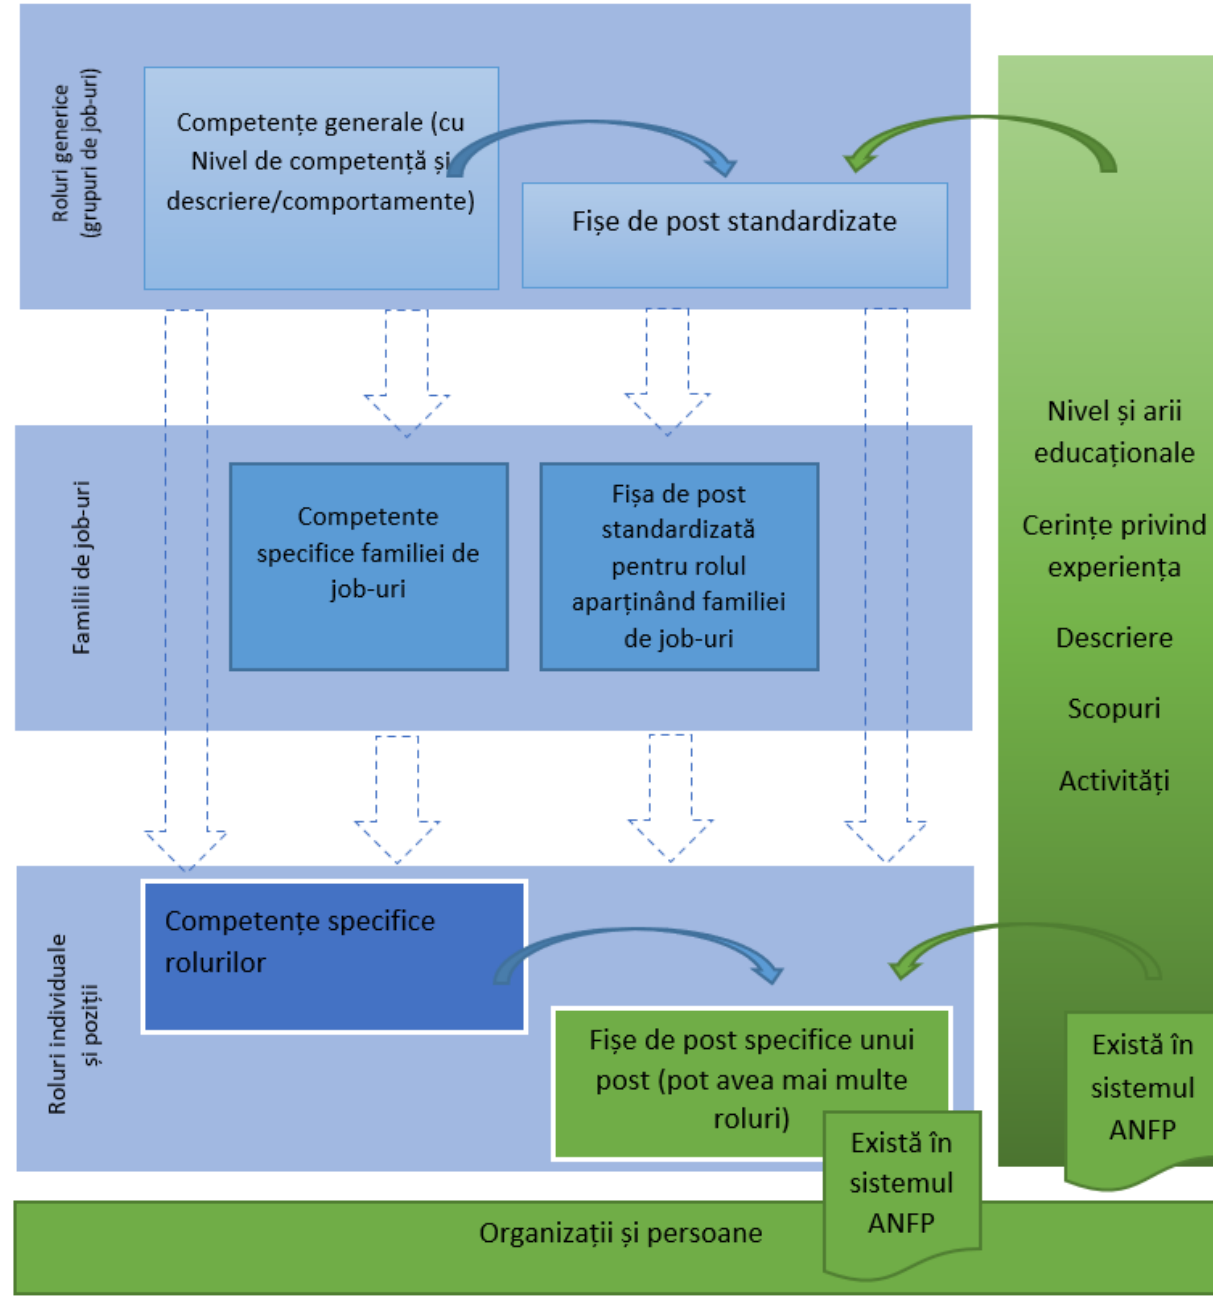 Roluri generice
(grupuri de job-uri)
Competențe generale (cu
Nivel de competență și
descriere/comportamente)
Fișe de post standardizate
Familii de job-uri
Competente
specifice familiei de
job-uri
Fișa de post
standardizată
pentru rolul
aparținând familiei
de job-uri
Nivel și arii
educaționale
Cerințe privind
experiența
Descriere
Scopuri
Activități
Roluri individuale
și poziții
Competențe specifice
rolurilor
Fișe de post specifice unui
post (pot avea mai multe
roluri)
Există în
sistemul
ANFP
Există în
sistemul
ANFP
Organizații și persoane